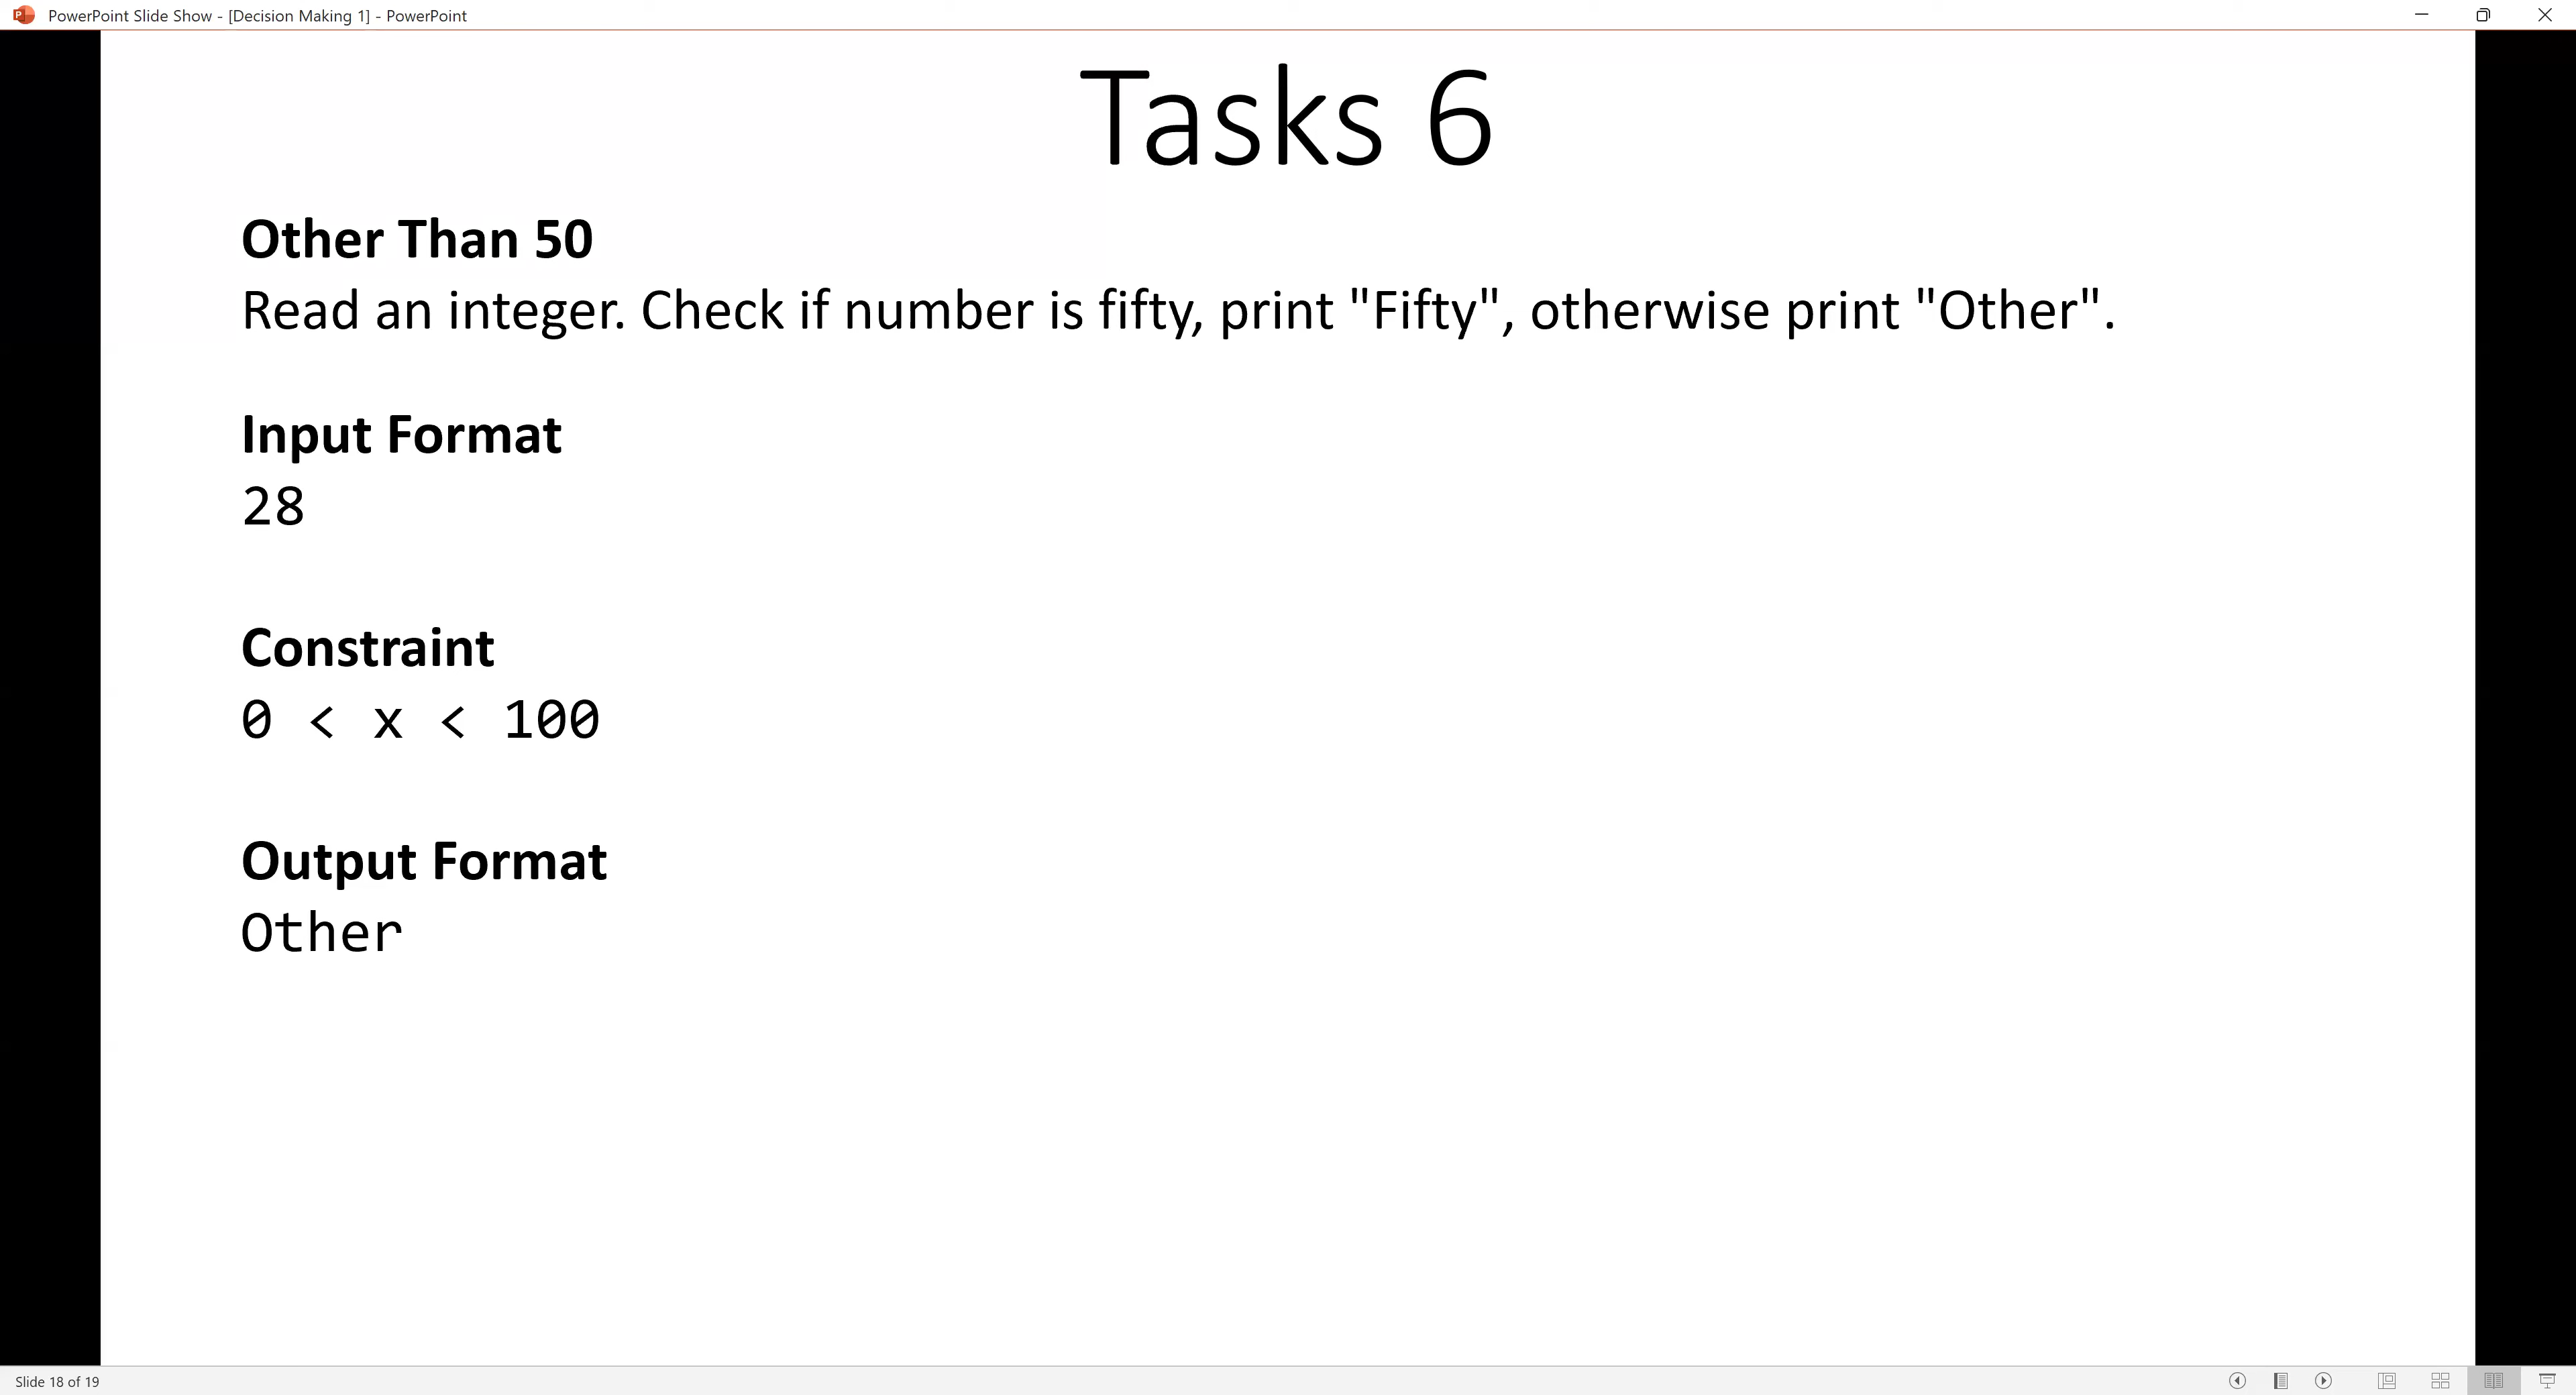 PowerPoint Slide Show - [Decision Making 1] - PowerPoint
Tasks 6
Other Than 50
Read an integer. Check if number is fifty, print "Fifty", otherwise print "Other".
Input Format
28
Constraint
0 < x < 100
Output Format
Other
Slide 18 of 19